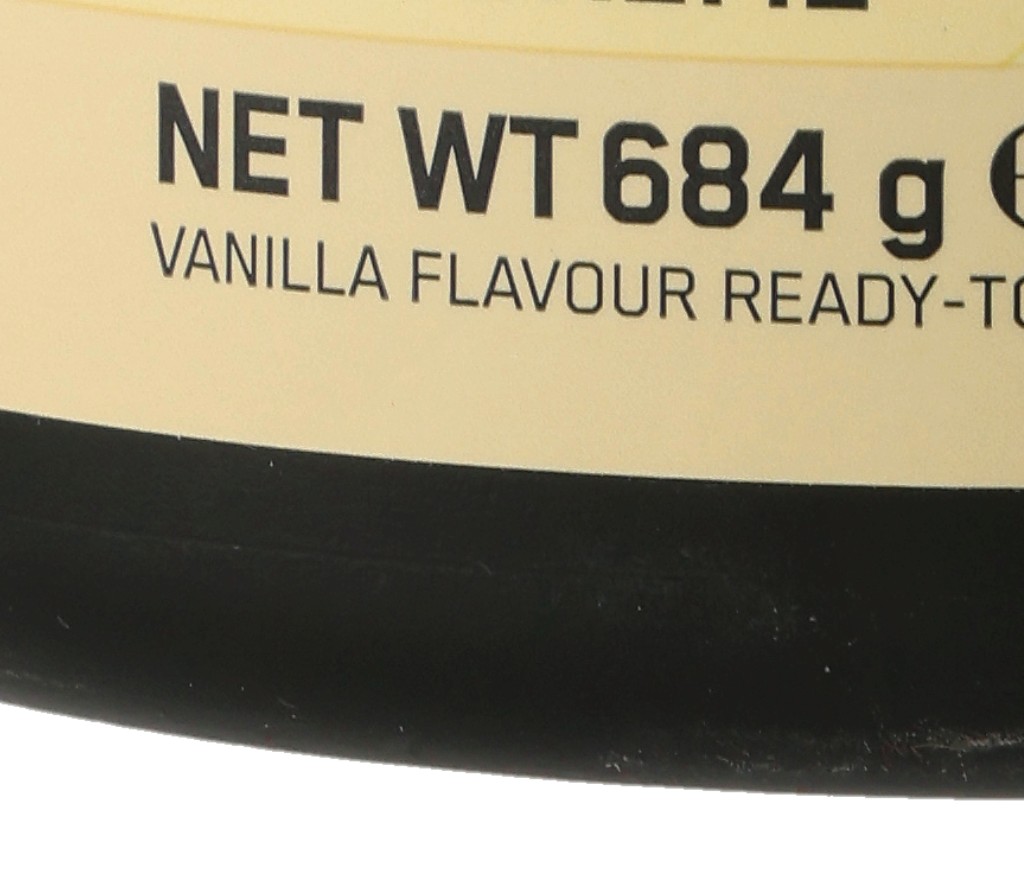 NET WT 684 g ℮
VANILLA FLAVOUR READY-TO